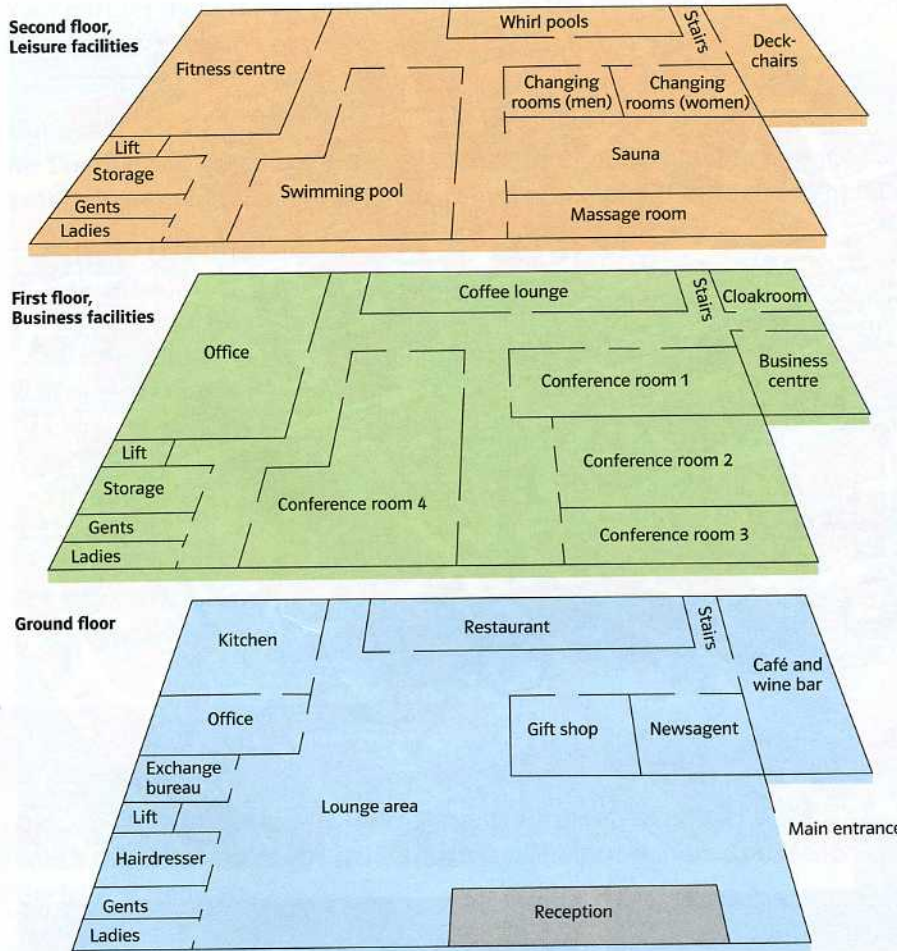 Second floor,
Leisure facilities
Whirl pools
Stairs
Deck-
chairs
Fitness centre
Changing
rooms (men)
Changing
rooms (women)
Lift
Storage
Sauna
Swimming pool
Gents
Massage room
Ladies
First floor,
Business facilities
Coffee lounge
Stairs
Cloakroom
Office
Conference room 1
Business
centre
Lift
Conference room 2
Storage
Conference room 4
Gents
Conference room 3
Ladies
Ground floor
Kitchen
Restaurant
Stairs
Café and
wine bar
Office
Gift shop
Newsagent
Exchange
bureau
Lounge area
Lift
Main entrance
Hairdresser
Gents
Reception
Ladies